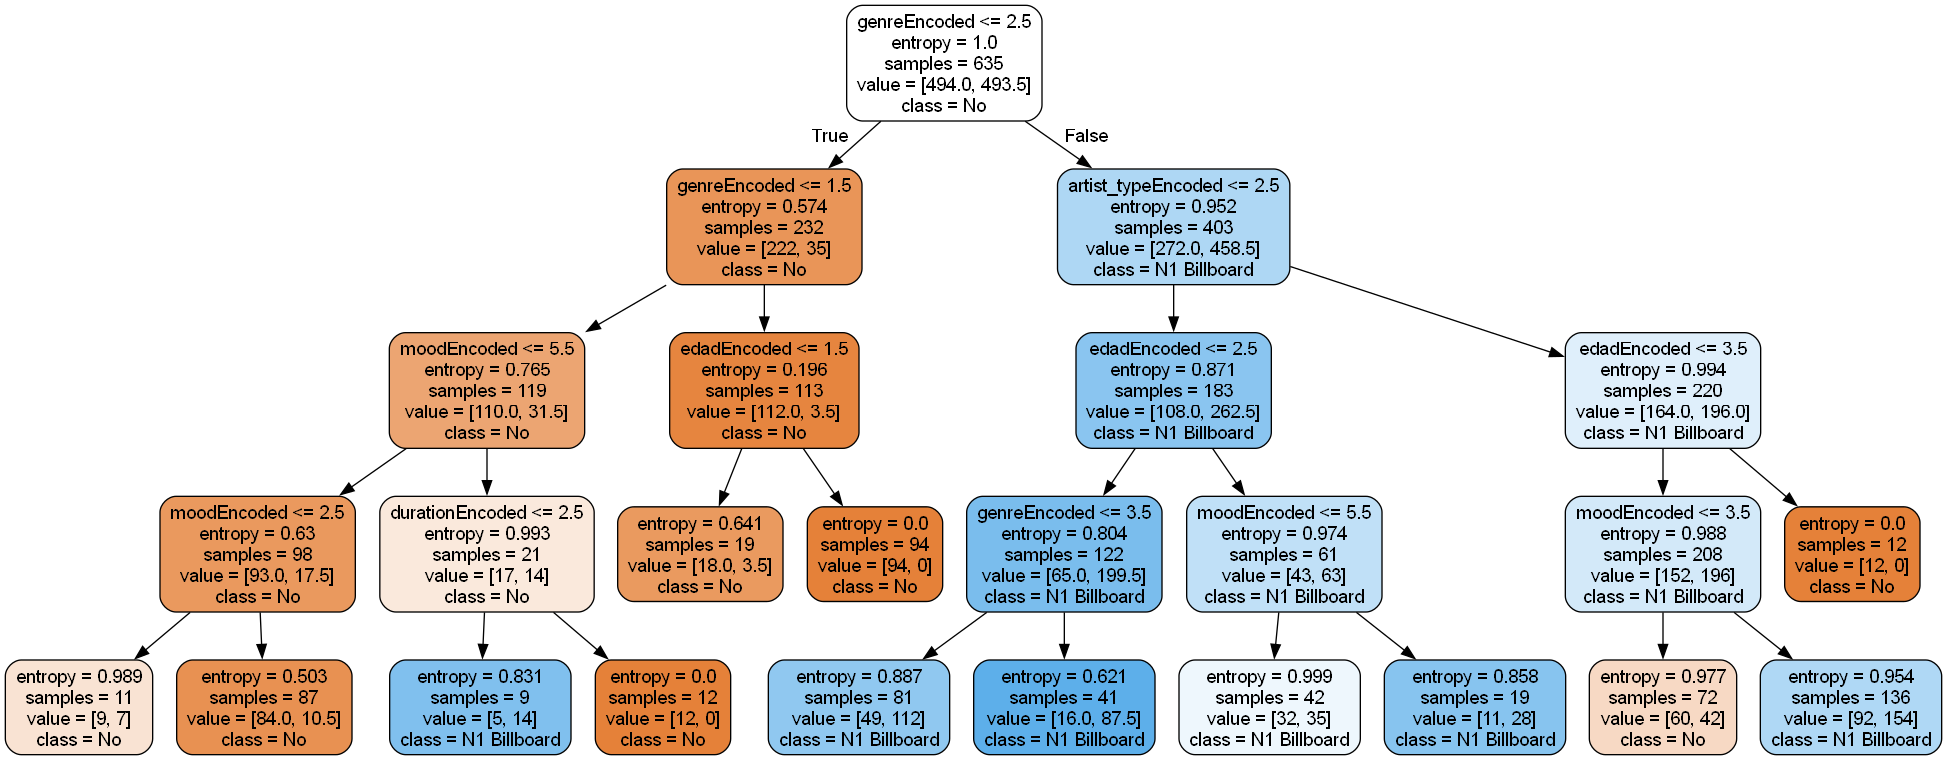 genreEncoded <= 2.5
entropy = 1.0
samples = 635
value = [494.0, 493.5]
class = No
True
False
genreEncoded <= 1.5
entropy = 0.574
samples = 232
value = [222, 35]
class = No
artist_typeEncoded <= 2.5
entropy = 0.952
samples = 403
value = [272.0, 458.5]
class = N1 Billboard
moodEncoded <= 5.5
entropy = 0.765
samples = 119
value = [110.0, 31.5]
class = No
edadEncoded <= 1.5
entropy = 0.196
samples = 113
value = [112.0, 3.5]
class = No
edadEncoded <= 2.5
entropy = 0.871
samples = 183
value = [108.0, 262.5]
class = N1 Billboard
edadEncoded <= 3.5
entropy = 0.994
samples = 220
value = [164.0, 196.0]
class = N1 Billboard
moodEncoded <= 2.5
entropy = 0.63
samples = 98
value = [93.0, 17.5]
class = No
durationEncoded <= 2.5
entropy = 0.993
samples = 21
value = [17, 14]
class = No
entropy = 0.641
samples = 19
value = [18.0, 3.5]
class = No
entropy = 0.0
samples = 94
value = [94, 0]
class = No
genreEncoded <= 3.5
entropy = 0.804
samples = 122
value = [65.0, 199.5]
class = N1 Billboard
moodEncoded <= 5.5
entropy = 0.974
samples = 61
value = [43, 63]
class = N1 Billboard
moodEncoded <= 3.5
entropy = 0.988
samples = 208
value = [152, 196]
class = N1 Billboard
entropy = 0.0
samples = 12
value = [12, 0]
class = No
entropy = 0.989
samples = 11
value = [9, 7]
class = No
entropy = 0.503
samples = 87
value = [84.0, 10.5]
class = No
entropy = 0.831
samples = 9
value = [5, 14]
class = N1 Billboard
entropy = 0.0
samples = 12
value = [12, 0]
class = No
entropy = 0.887
samples = 81
value = [49, 112]
class = N1 Billboard
entropy = 0.621
samples = 41
value = [16.0, 87.5]
class = N1 Billboard
entropy = 0.999
samples = 42
value = [32, 35]
class = N1 Billboard
entropy = 0.858
samples = 19
value = [11, 28]
class = N1 Billboard
entropy = 0.977
samples = 72
value = [60, 42]
class = No
entropy = 0.954
samples = 136
value = [92, 154]
class = N1 Billboard